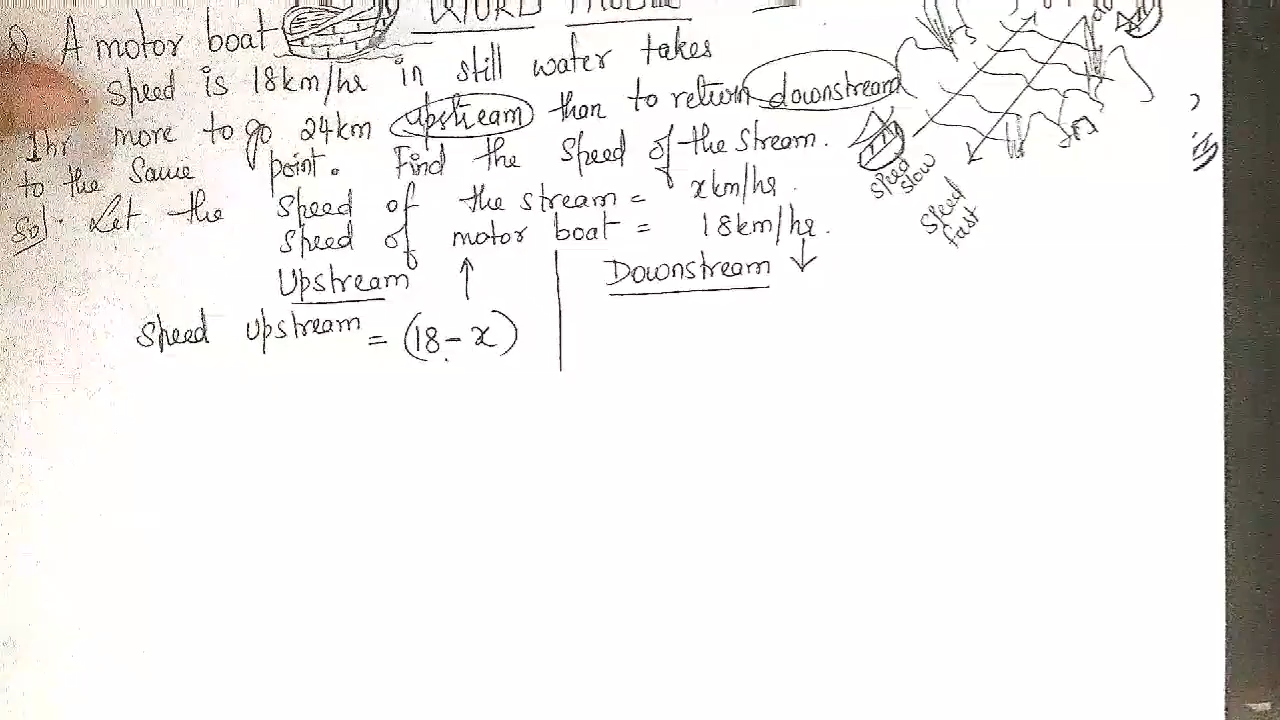 WORD PROBLEMS
Q. A motor boat
speed is 18km/hr in still water takes
1hr more to go 24km upstream than to return downstream
to the same point. Find the speed of the stream.
Sol. Let the speed of the stream = x km/hr.
speed of motor boat = 18km/hr.
Upstream ↑ Downstream ↓
speed upstream = (18 - x)
speed slow
speed fast